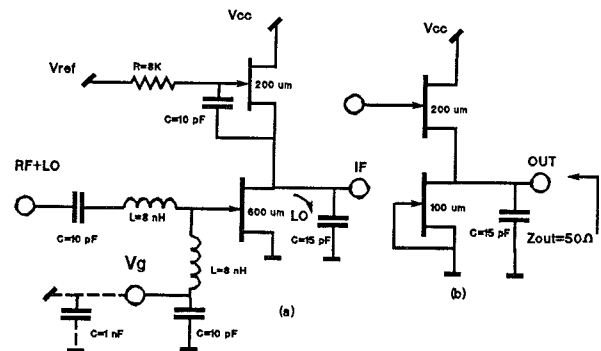 Vcc
Vref
R=8K
200 um
C=10 pF
RF+LO
IF
600 um
LO
L=8 nH
C=10 pF
C=15 pF
Vg
L=8 nH
C=1 nF
C=10 pF
(a)
Vcc
200 um
OUT
100 um
C=15 pF
Zout=50Ω
(b)